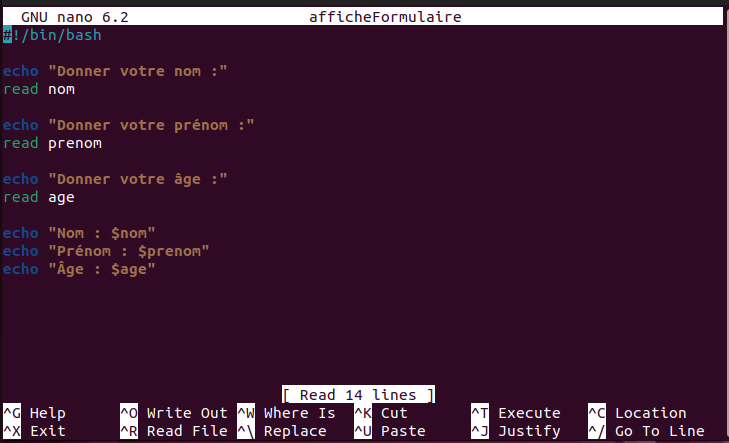 GNU nano 6.2 afficheFormulaire
#!/bin/bash
echo "Donner votre nom :"
read nom
echo "Donner votre prénom :"
read prenom
echo "Donner votre âge :"
read age
echo "Nom : $nom"
echo "Prénom : $prenom"
echo "Âge : $age"
[ Read 14 lines ]
^G Help ^O Write Out ^W Where Is ^K Cut ^T Execute ^C Location
^X Exit ^R Read File ^\ Replace ^U Paste ^J Justify ^/ Go To Line